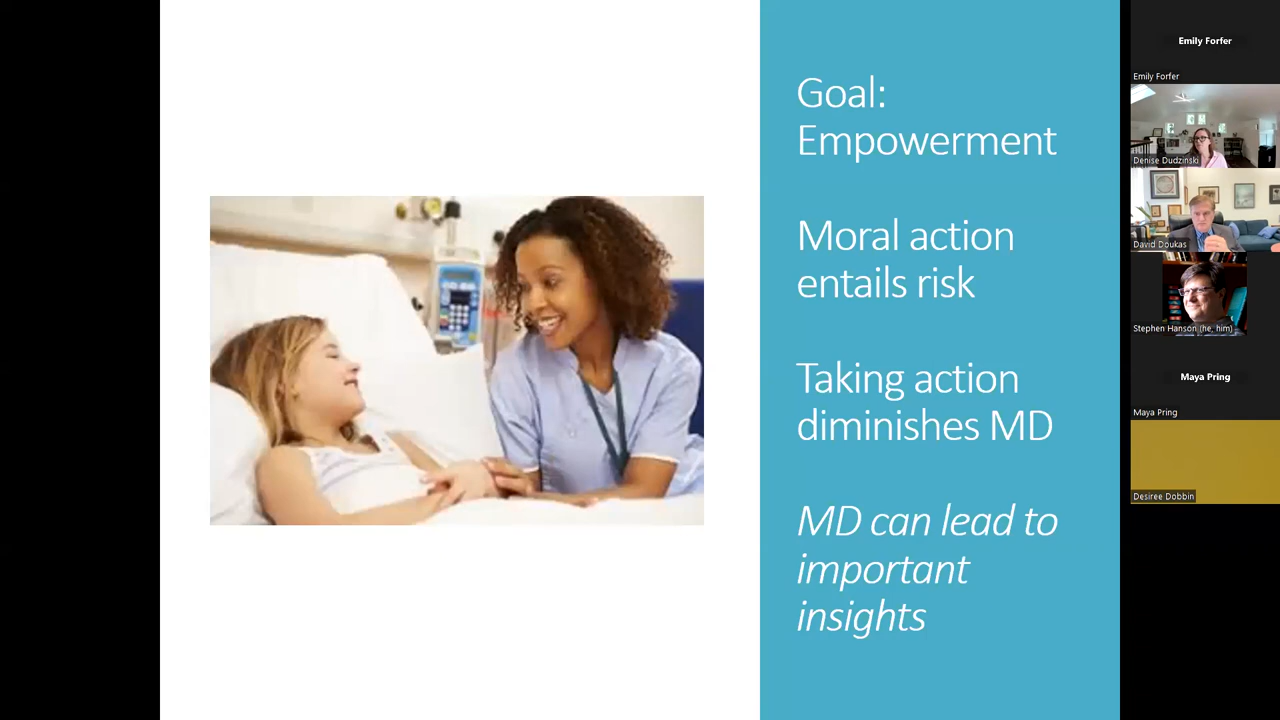 Goal:
Empowerment
Moral action
entails risk
Taking action
diminishes MD
MD can lead to
important
insights
Emily Forfer
Emily Forfer
Denise Dudzinski
David Doukas
Stephen Hanson (he, him)
Maya Pring
Maya Pring
Desiree Dobbin